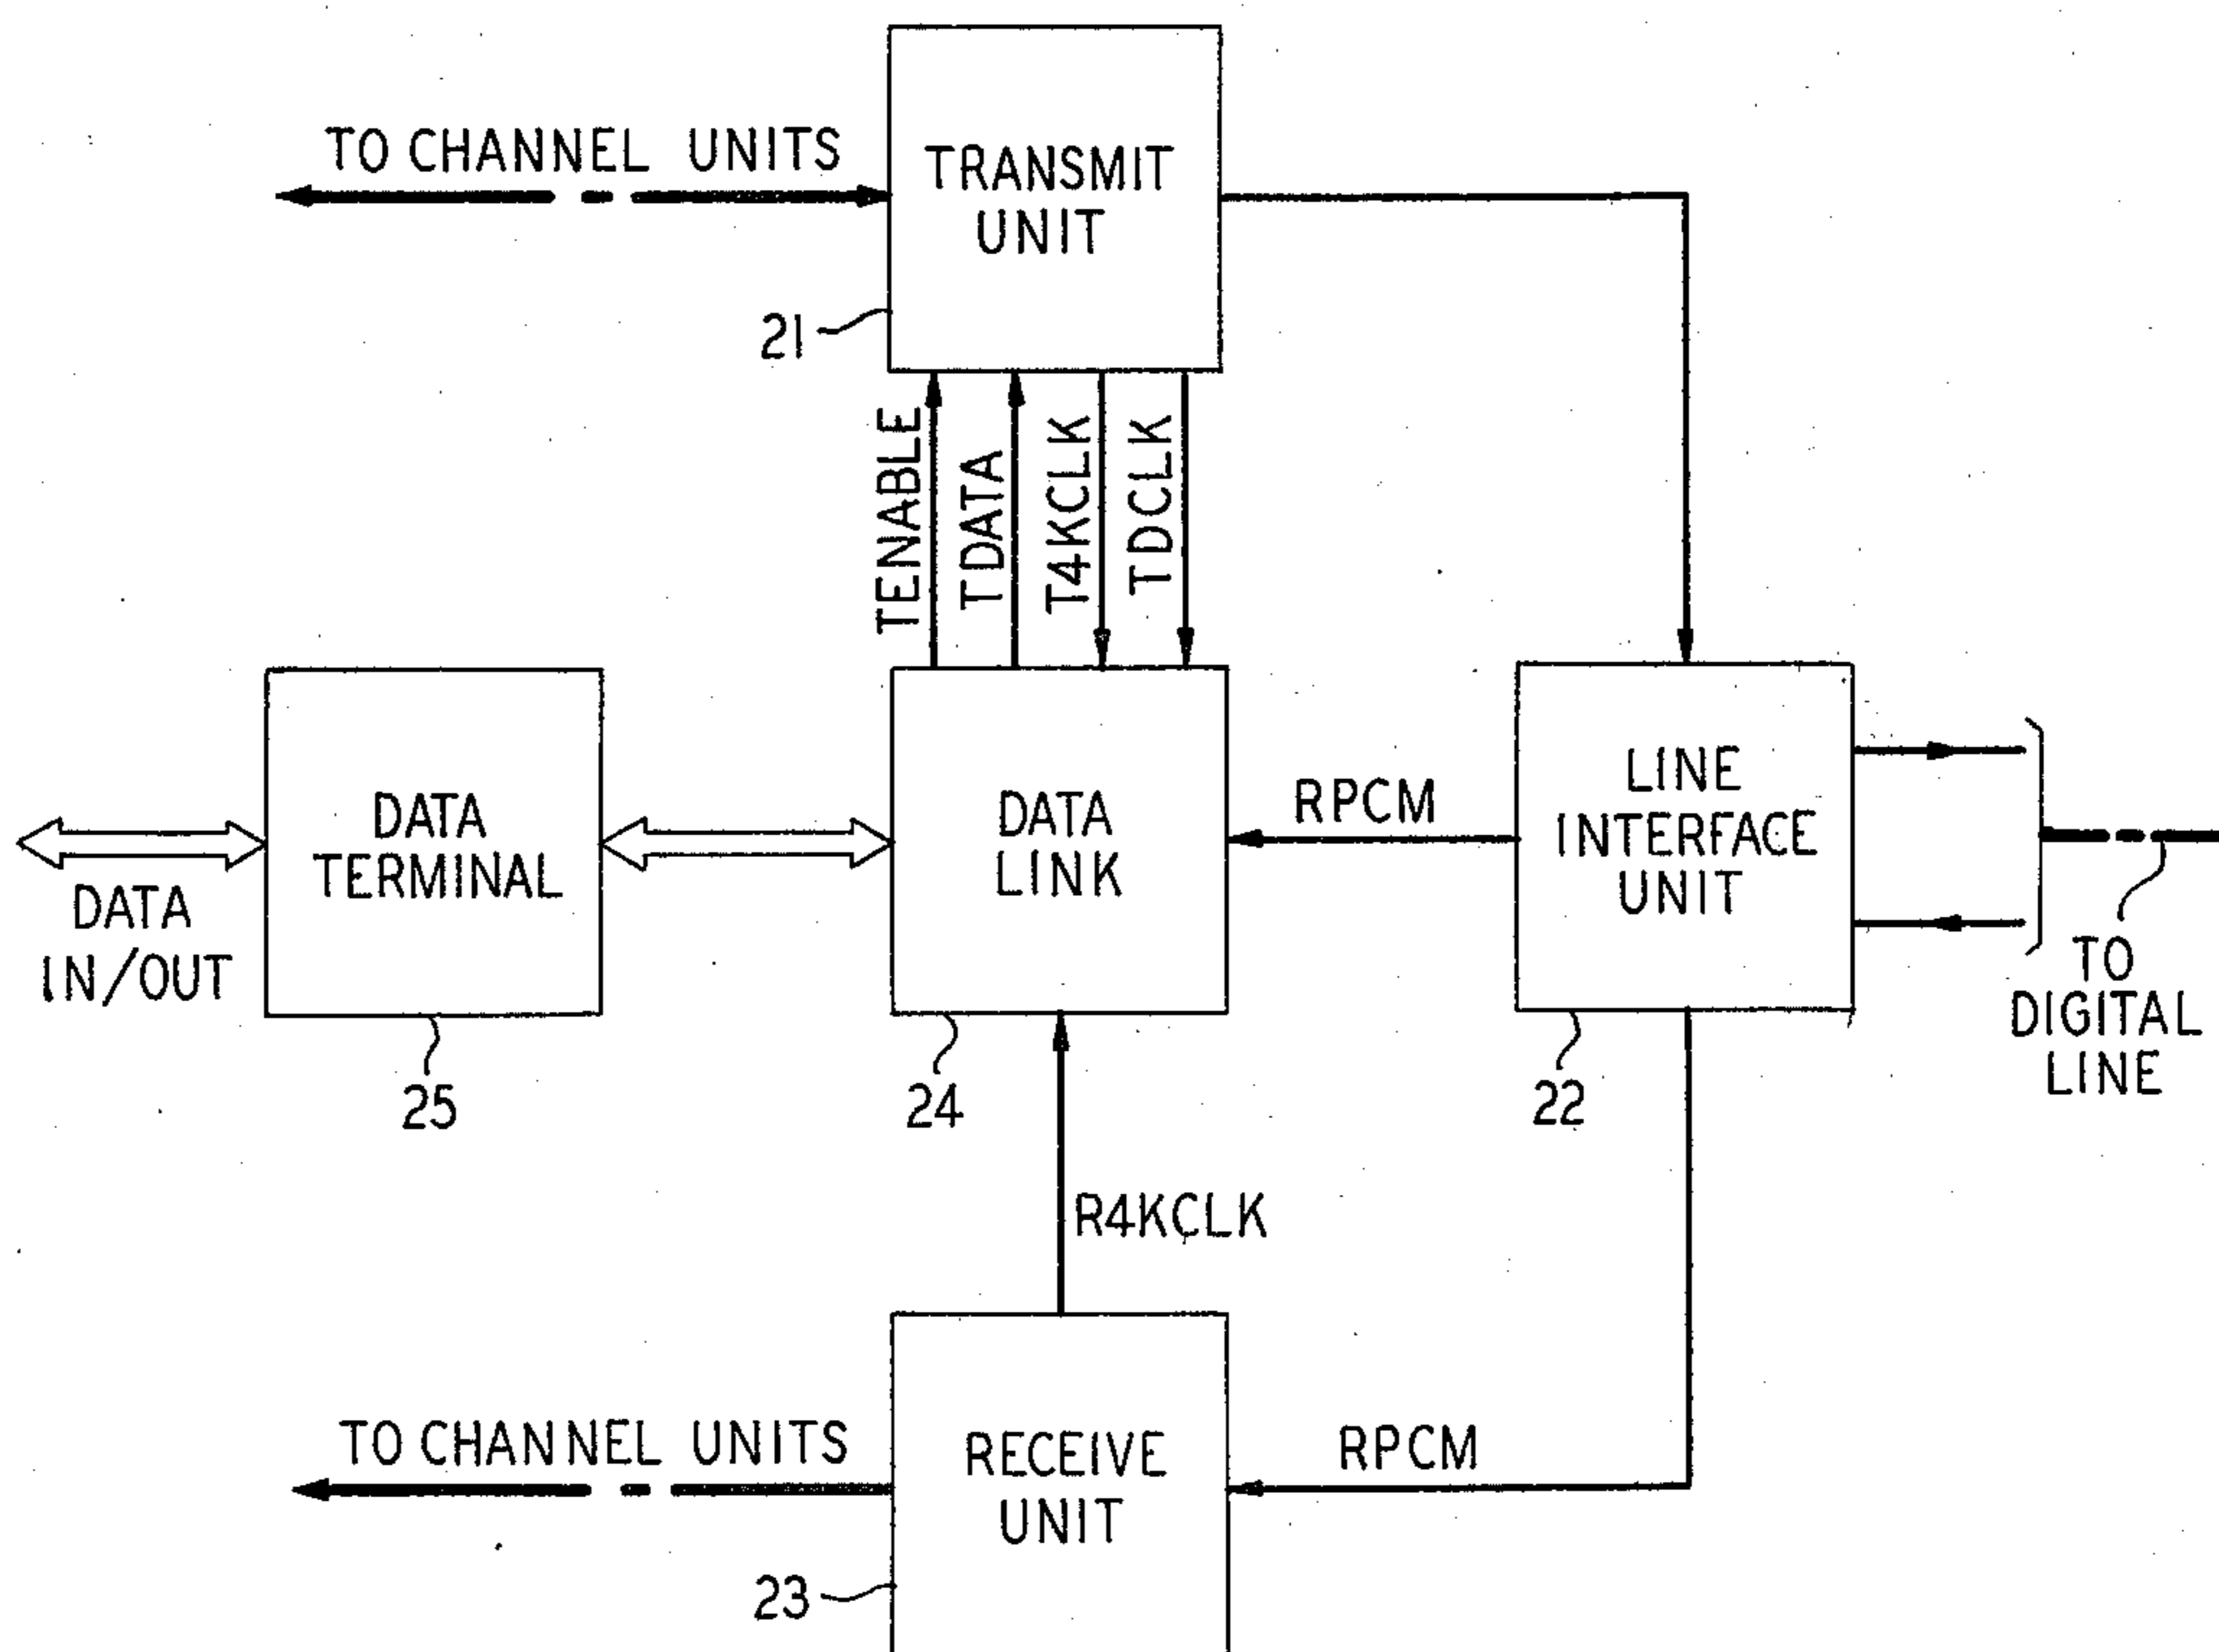 TO CHANNEL UNITS
TRANSMIT
UNIT
21
TENABLE
TDATA
T4KCLK
TDCLK
DATA
TERMINAL
25
DATA
IN/OUT
DATA
LINK
24
RPCM
LINE
INTERFACE
UNIT
22
TO
DIGITAL
LINE
R4KCLK
TO CHANNEL UNITS
RECEIVE
UNIT
23
RPCM